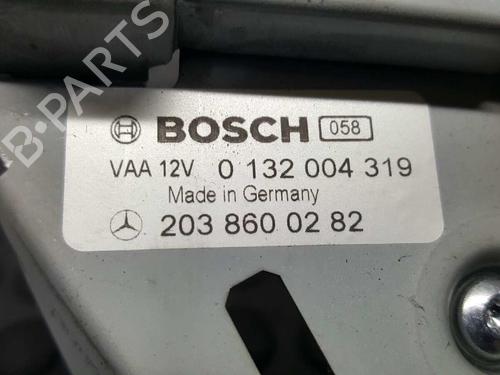 BOSCH 058
VAA 12V 0 132 004 319
Made in Germany
203 860 02 82
B-PARTS